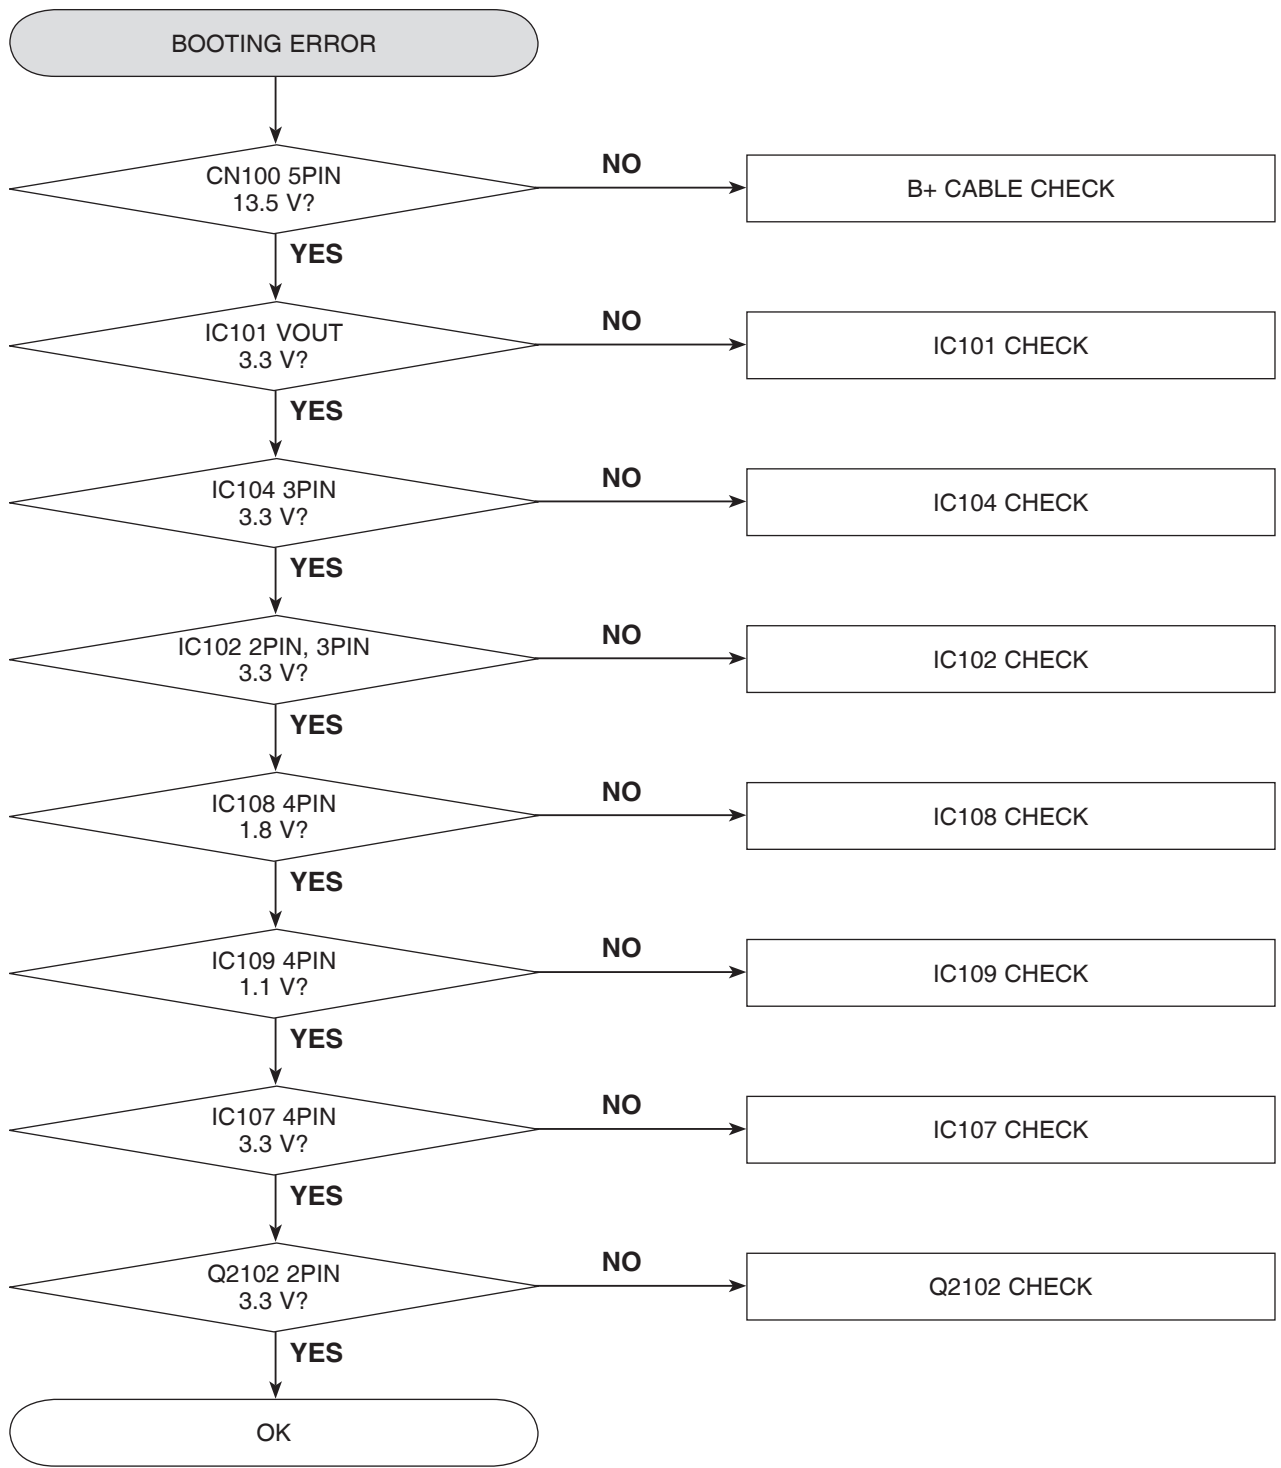 BOOTING ERROR
CN100 5PIN
13.5 V?
NO
B+ CABLE CHECK
YES
IC101 VOUT
3.3 V?
NO
IC101 CHECK
YES
IC104 3PIN
3.3 V?
NO
IC104 CHECK
YES
IC102 2PIN, 3PIN
3.3 V?
NO
IC102 CHECK
YES
IC108 4PIN
1.8 V?
NO
IC108 CHECK
YES
IC109 4PIN
1.1 V?
NO
IC109 CHECK
YES
IC107 4PIN
3.3 V?
NO
IC107 CHECK
YES
Q2102 2PIN
3.3 V?
NO
Q2102 CHECK
YES
OK